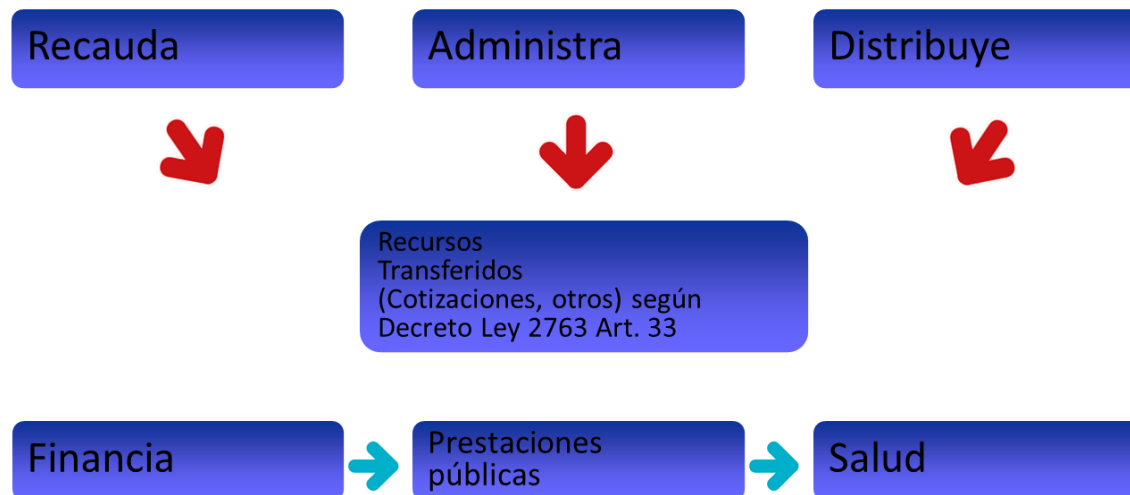 Recauda
Administra
Distribuye
Recursos
Transferidos
(Cotizaciones, otros) según
Decreto Ley 2763 Art. 33
Financia
Prestaciones
públicas
Salud